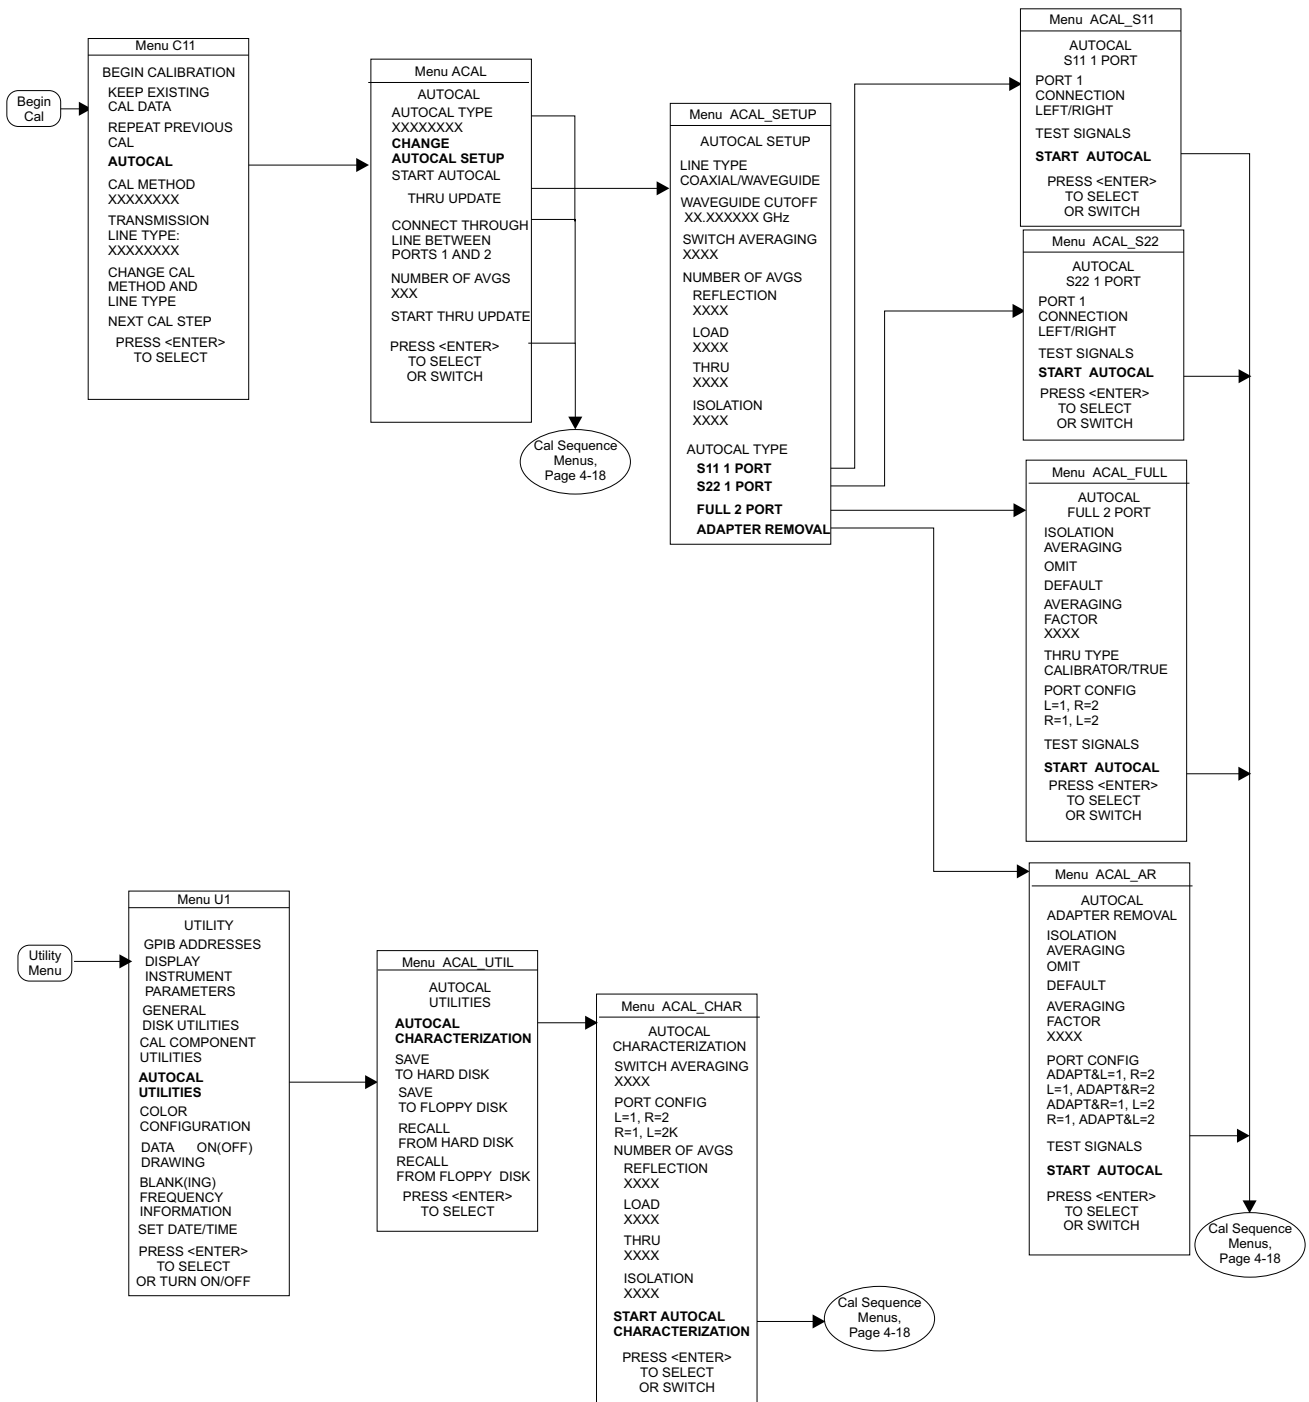 Begin
Cal
Menu C11
BEGIN CALIBRATION
KEEP EXISTING
CAL DATA
REPEAT PREVIOUS
CAL
AUTOCAL
CAL METHOD
XXXXXXXX
TRANSMISSION
LINE TYPE:
XXXXXXXX
CHANGE CAL
METHOD AND
LINE TYPE
NEXT CAL STEP
PRESS <ENTER>
TO SELECT
Menu ACAL
AUTOCAL
AUTOCAL TYPE
XXXXXXXX
CHANGE
AUTOCAL SETUP
START AUTOCAL
THRU UPDATE
CONNECT THROUGH
LINE BETWEEN
PORTS 1 AND 2
NUMBER OF AVGS
XXX
START THRU UPDATE
PRESS <ENTER>
TO SELECT
OR SWITCH
Cal Sequence
Menus,
Page 4-18
Menu ACAL_SETUP
AUTOCAL SETUP
LINE TYPE
COAXIAL/WAVEGUIDE
WAVEGUIDE CUTOFF
XX.XXXXXX GHz
SWITCH AVERAGING
XXXX
NUMBER OF AVGS
REFLECTION
XXXX
LOAD
XXXX
THRU
XXXX
ISOLATION
XXXX
AUTOCAL TYPE
S11 1 PORT
S22 1 PORT
FULL 2 PORT
ADAPTER REMOVAL
Menu ACAL_S11
AUTOCAL
S11 1 PORT
PORT 1
CONNECTION
LEFT/RIGHT
TEST SIGNALS
START AUTOCAL
PRESS <ENTER>
TO SELECT
OR SWITCH
Menu ACAL_S22
AUTOCAL
S22 1 PORT
PORT 1
CONNECTION
LEFT/RIGHT
TEST SIGNALS
START AUTOCAL
PRESS <ENTER>
TO SELECT
OR SWITCH
Menu ACAL_FULL
AUTOCAL
FULL 2 PORT
ISOLATION
AVERAGING
OMIT
DEFAULT
AVERAGING
FACTOR
XXXX
THRU TYPE
CALIBRATOR/TRUE
PORT CONFIG
L=1, R=2
R=1, L=2
TEST SIGNALS
START AUTOCAL
PRESS <ENTER>
TO SELECT
OR SWITCH
Menu ACAL_AR
AUTOCAL
ADAPTER REMOVAL
ISOLATION
AVERAGING
OMIT
DEFAULT
AVERAGING
FACTOR
XXXX
PORT CONFIG
ADAPT&L=1, R=2
L=1, ADAPT&R=2
ADAPT&R=1, L=2
R=1, ADAPT&L=2
TEST SIGNALS
START AUTOCAL
PRESS <ENTER>
TO SELECT
OR SWITCH
Cal Sequence
Menus,
Page 4-18
Utility
Menu
Menu U1
UTILITY
GPIB ADDRESSES
DISPLAY
INSTRUMENT
PARAMETERS
GENERAL
DISK UTILITIES
CAL COMPONENT
UTILITIES
AUTOCAL
UTILITIES
COLOR
CONFIGURATION
DATA ON(OFF)
DRAWING
BLANK(ING)
FREQUENCY
INFORMATION
SET DATE/TIME
PRESS <ENTER>
TO SELECT
OR TURN ON/OFF
Menu ACAL_UTIL
AUTOCAL
UTILITIES
AUTOCAL
CHARACTERIZATION
SAVE
TO HARD DISK
SAVE
TO FLOPPY DISK
RECALL
FROM HARD DISK
RECALL
FROM FLOPPY DISK
PRESS <ENTER>
TO SELECT
Menu ACAL_CHAR
AUTOCAL
CHARACTERIZATION
SWITCH AVERAGING
XXXX
PORT CONFIG
L=1, R=2
R=1, L=2K
NUMBER OF AVGS
REFLECTION
XXXX
LOAD
XXXX
THRU
XXXX
ISOLATION
XXXX
START AUTOCAL
CHARACTERIZATION
PRESS <ENTER>
TO SELECT
OR SWITCH
Cal Sequence
Menus,
Page 4-18